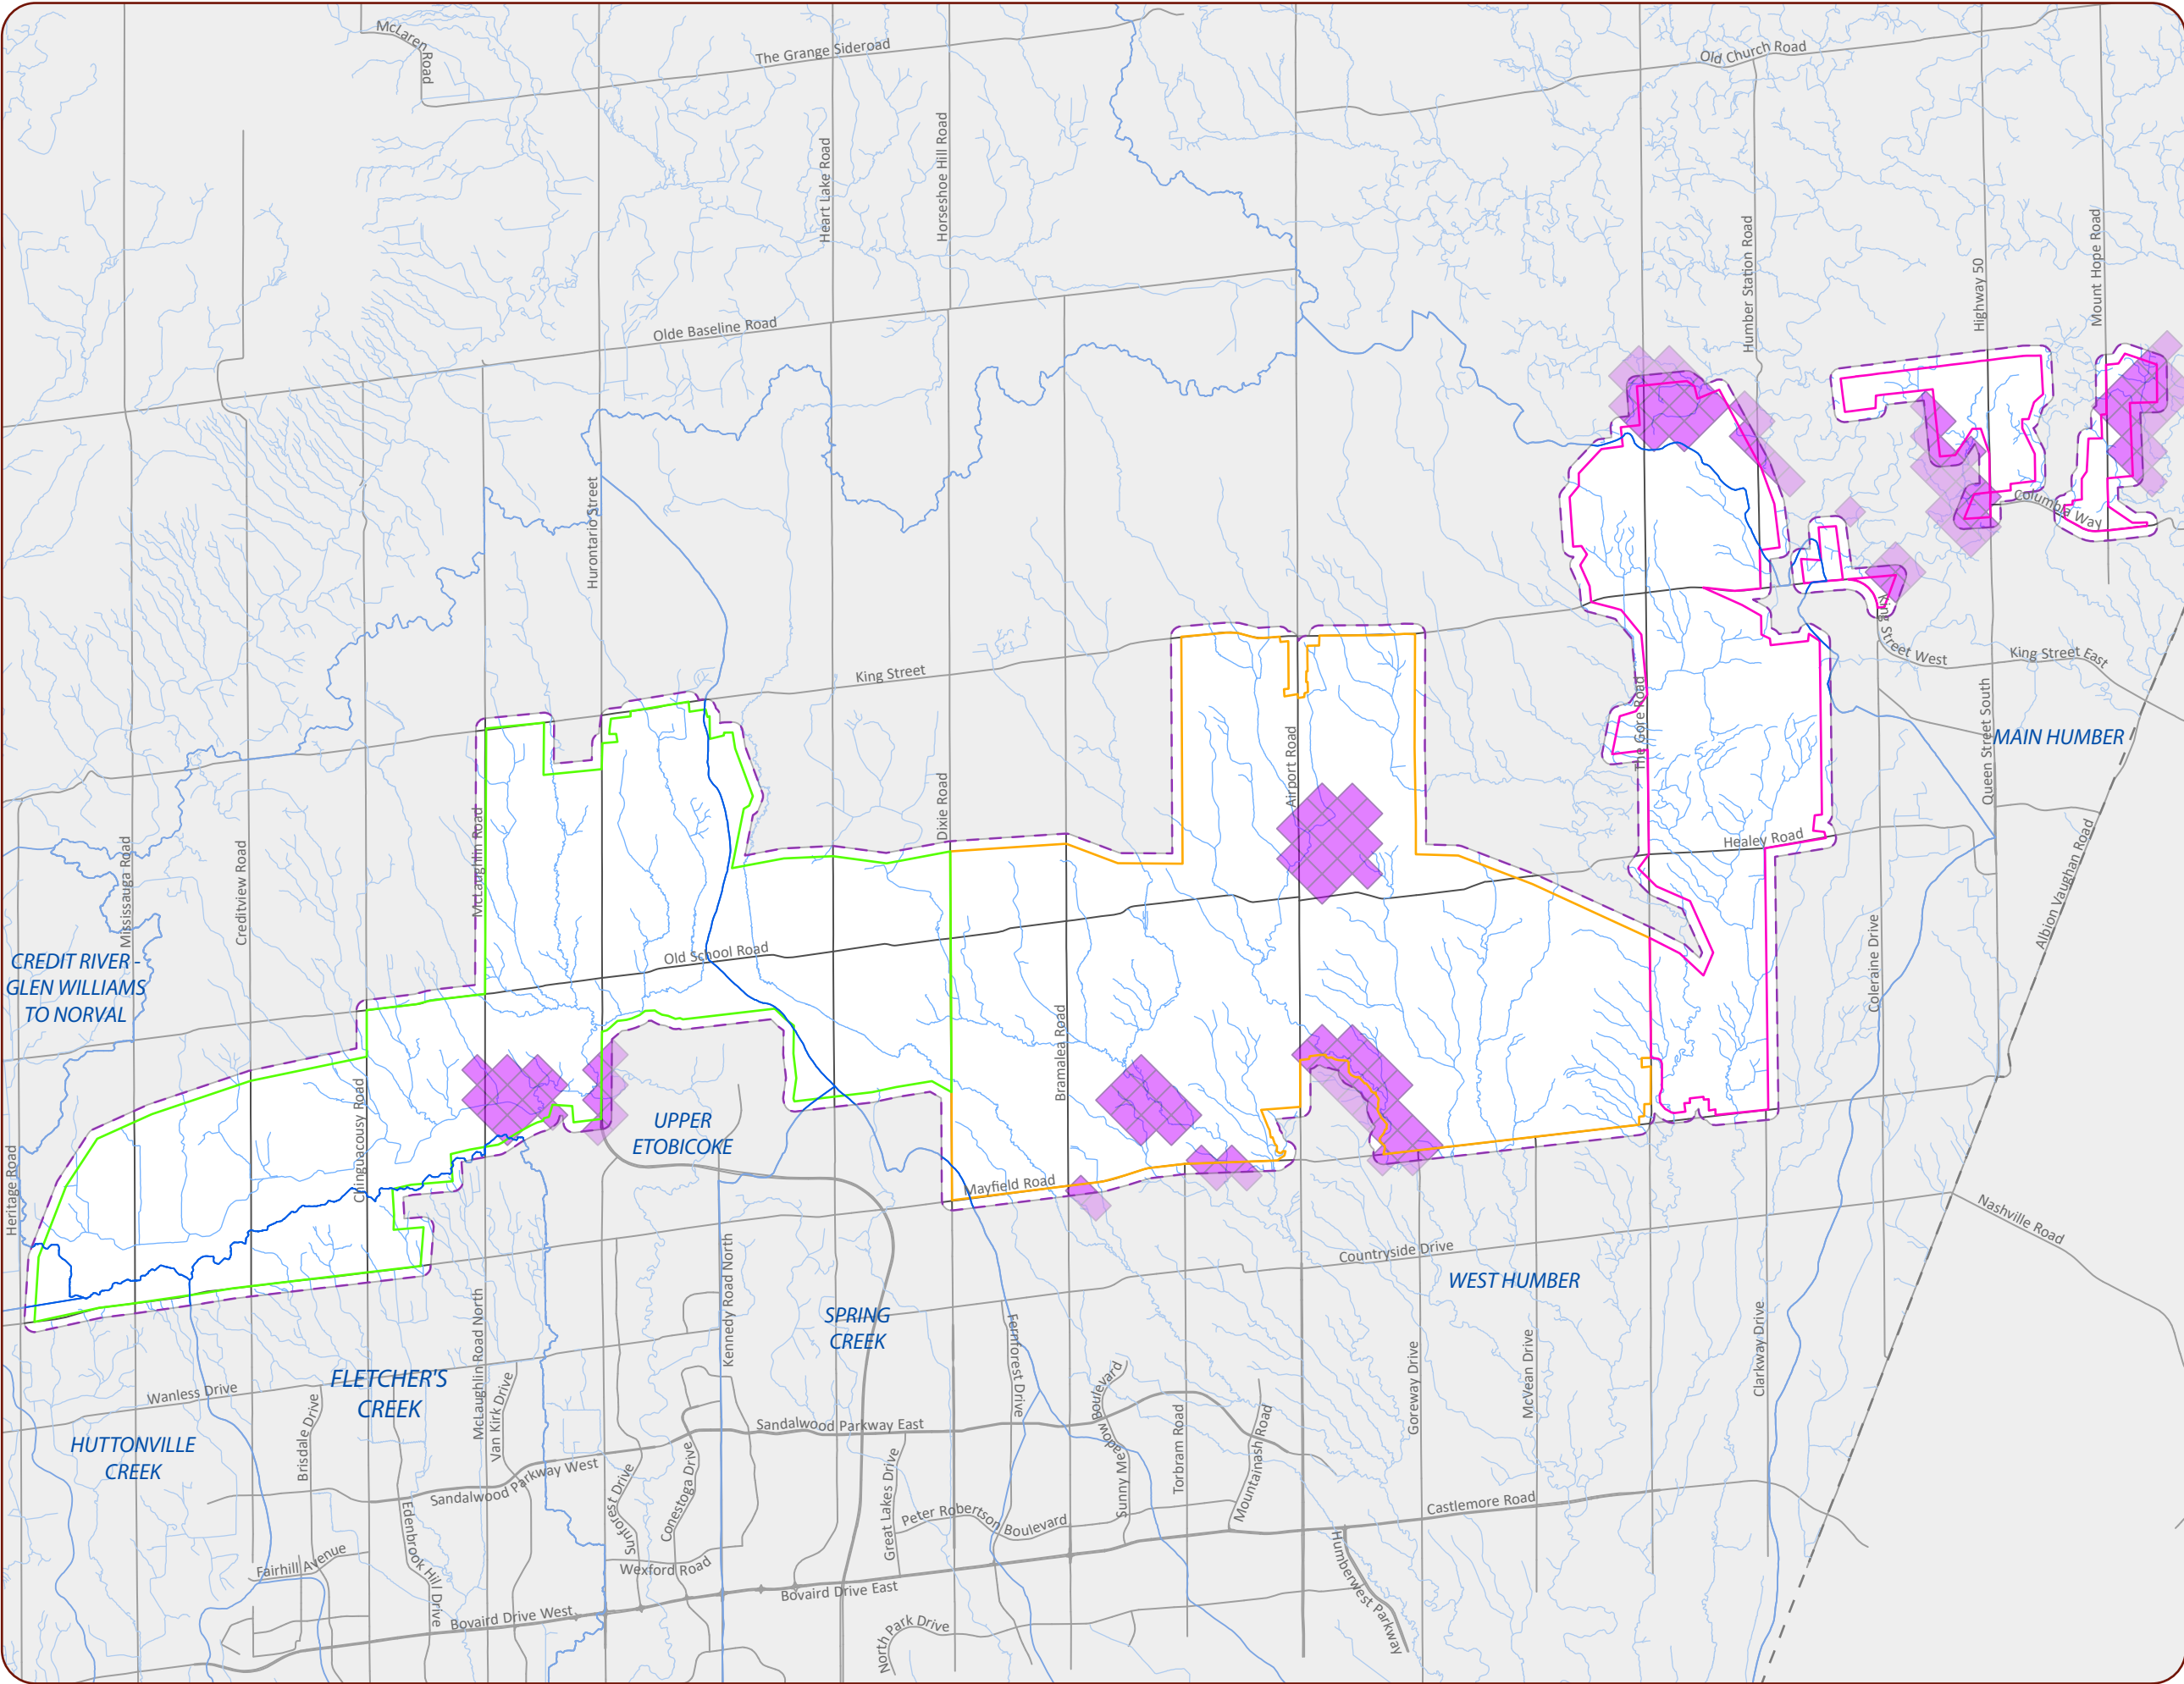 McLaren
Road
The Grange Sideroad
Old Church Road
Heart Lake Road
Horseshoe Hill Road
Humber Station Road
Highway 50
Mount Hope Road
Olde Baseline Road
Hurontario Street
Columbia Way
King Street
King Street West
King Street East
The Gore Road
Airport Road
Queen Street South
MAIN HUMBER
Dixie Road
McLaughlin Road
Mississauga Road
Creditview Road
Healey Road
Albion Vaughan Road
Coleraine Drive
CREDIT RIVER -
GLEN WILLIAMS
TO NORVAL
Old School Road
Bramalea Road
Chinguacousy Road
UPPER
ETOBICOKE
Heritage Road
Mayfield Road
Nashville Road
Countryside Drive
WEST HUMBER
Kennedy Road North
SPRING
CREEK
McLaughlin Road North
Van Kirk Drive
Fernforest Drive
Sunny Meadow Boulevard
Goreway Drive
McVean Drive
Clarkway Drive
FLETCHER'S
CREEK
Wanless Drive
Brisdale Drive
HUTTONVILLE
CREEK
Sandalwood Parkway East
Sandalwood Parkway West
Torbram Road
Mountainash Road
Sunforest Drive
Conestoga Drive
Great Lakes Drive
Peter Robertson Boulevard
Castlemore Road
Edenbrook Hill Drive
Fairhill Avenue
Wexford Road
Bovaird Drive East
Bovaird Drive West
Humberwest Parkway
North Park Drive